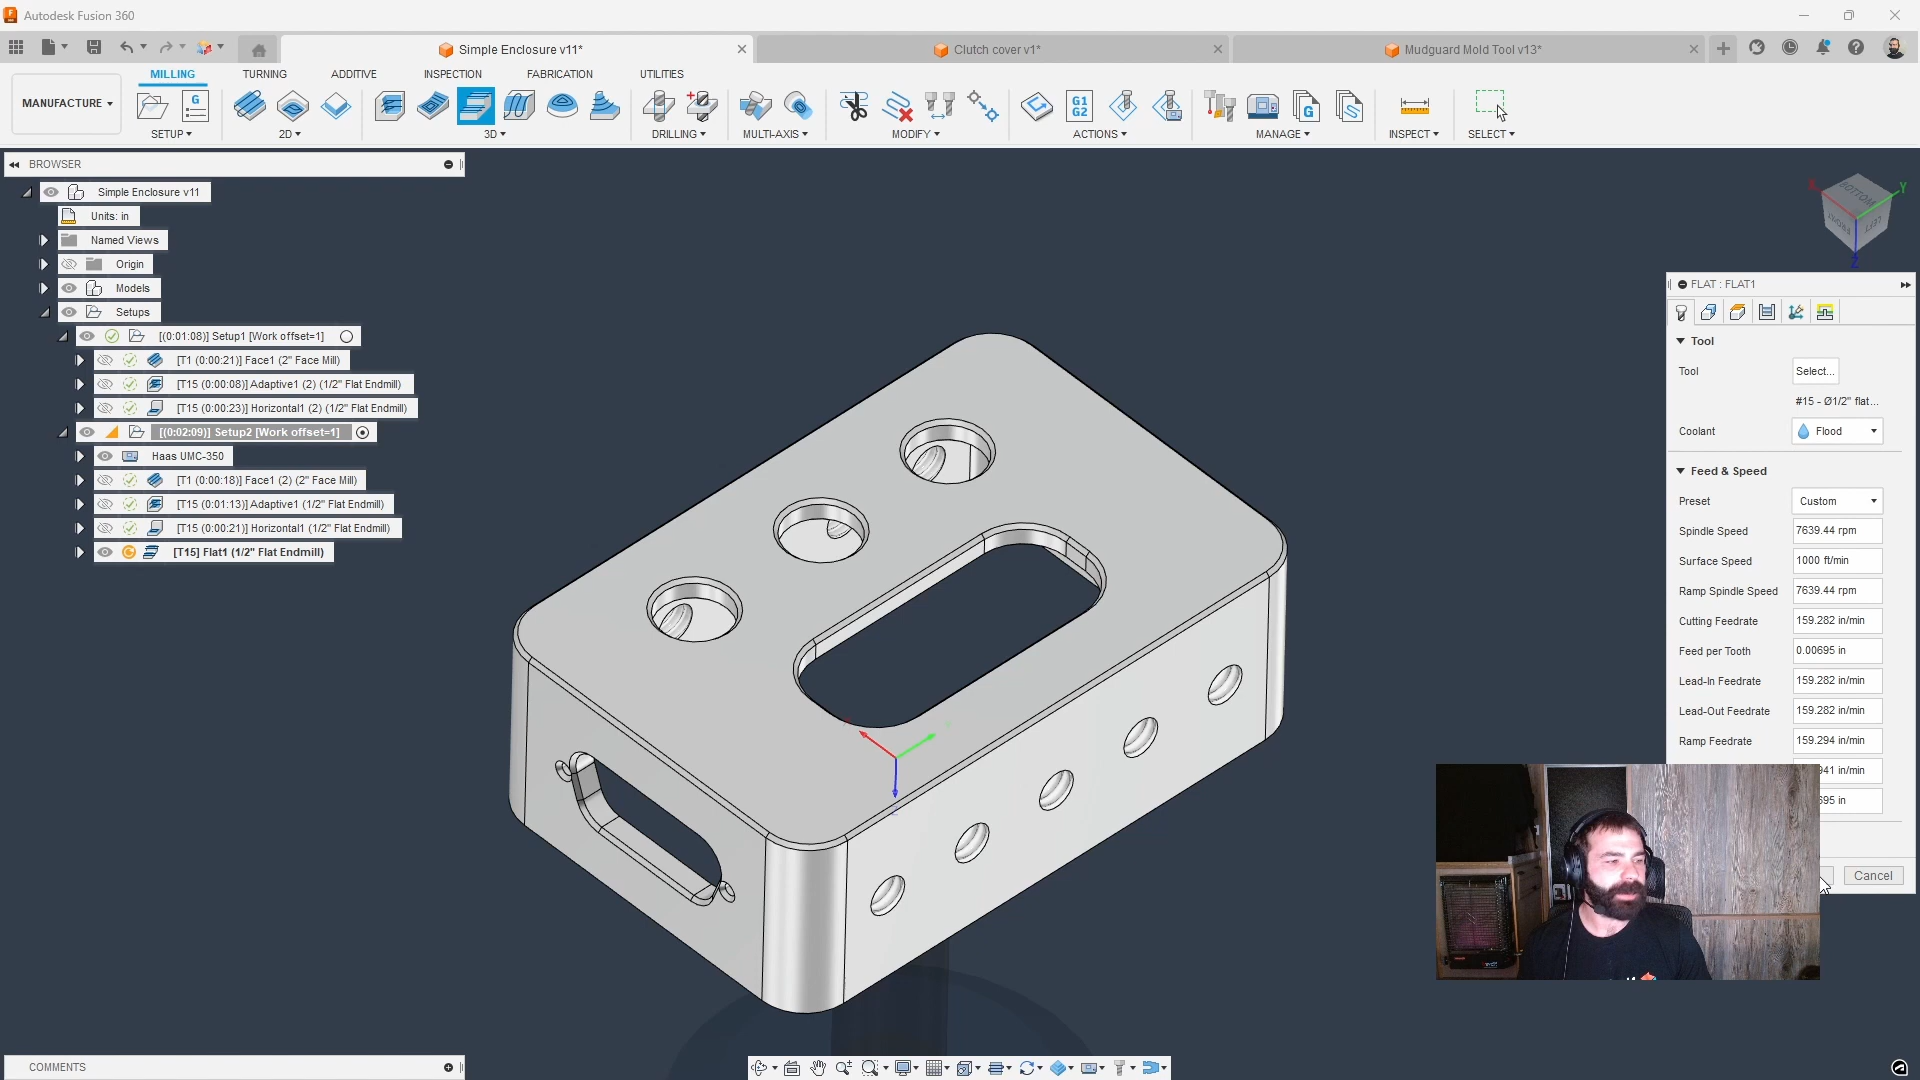 Autodesk Fusion 360
Simple Enclosure v11*
Clutch cover v1*
Mudguard Mold Tool v13*
MILLING
TURNING
ADDITIVE
INSPECTION
FABRICATION
UTILITIES
MANUFACTURE
G
G1
G2
G
SETUP
2D
3D
DRILLING
MULTI-AXIS
MODIFY
ACTIONS
MANAGE
INSPECT
SELECT
BROWSER
Simple Enclosure v11
Units: in
Named Views
Origin
Models
Setups
[(0:01:08)] Setup1 [Work offset=1]
[T1 (0:00:21)] Face1 (2" Face Mill)
[T15 (0:00:08)] Adaptive1 (2) (1/2" Flat Endmill)
[T15 (0:00:23)] Horizontal1 (2) (1/2" Flat Endmill)
[(0:02:09)] Setup2 [Work offset=1]
Haas UMC-350
[T1 (0:00:18)] Face1 (2) (2" Face Mill)
[T15 (0:01:13)] Adaptive1 (1/2" Flat Endmill)
[T15 (0:00:21)] Horizontal1 (1/2" Flat Endmill)
[T15] Flat1 (1/2" Flat Endmill)
X
Y
BOTTOM
LEFT
Z
FLAT : FLAT1
Tool
Tool
Select...
#15 - Ø1/2" flat...
Coolant
Flood
Feed & Speed
Preset
Custom
Spindle Speed
7639.44 rpm
Surface Speed
1000 ft/min
Ramp Spindle Speed
7639.44 rpm
Cutting Feedrate
159.282 in/min
Feed per Tooth
0.00695 in
Lead-In Feedrate
159.282 in/min
Lead-Out Feedrate
159.282 in/min
Ramp Feedrate
159.294 in/min
941 in/min
695 in
Cancel
COMMENTS